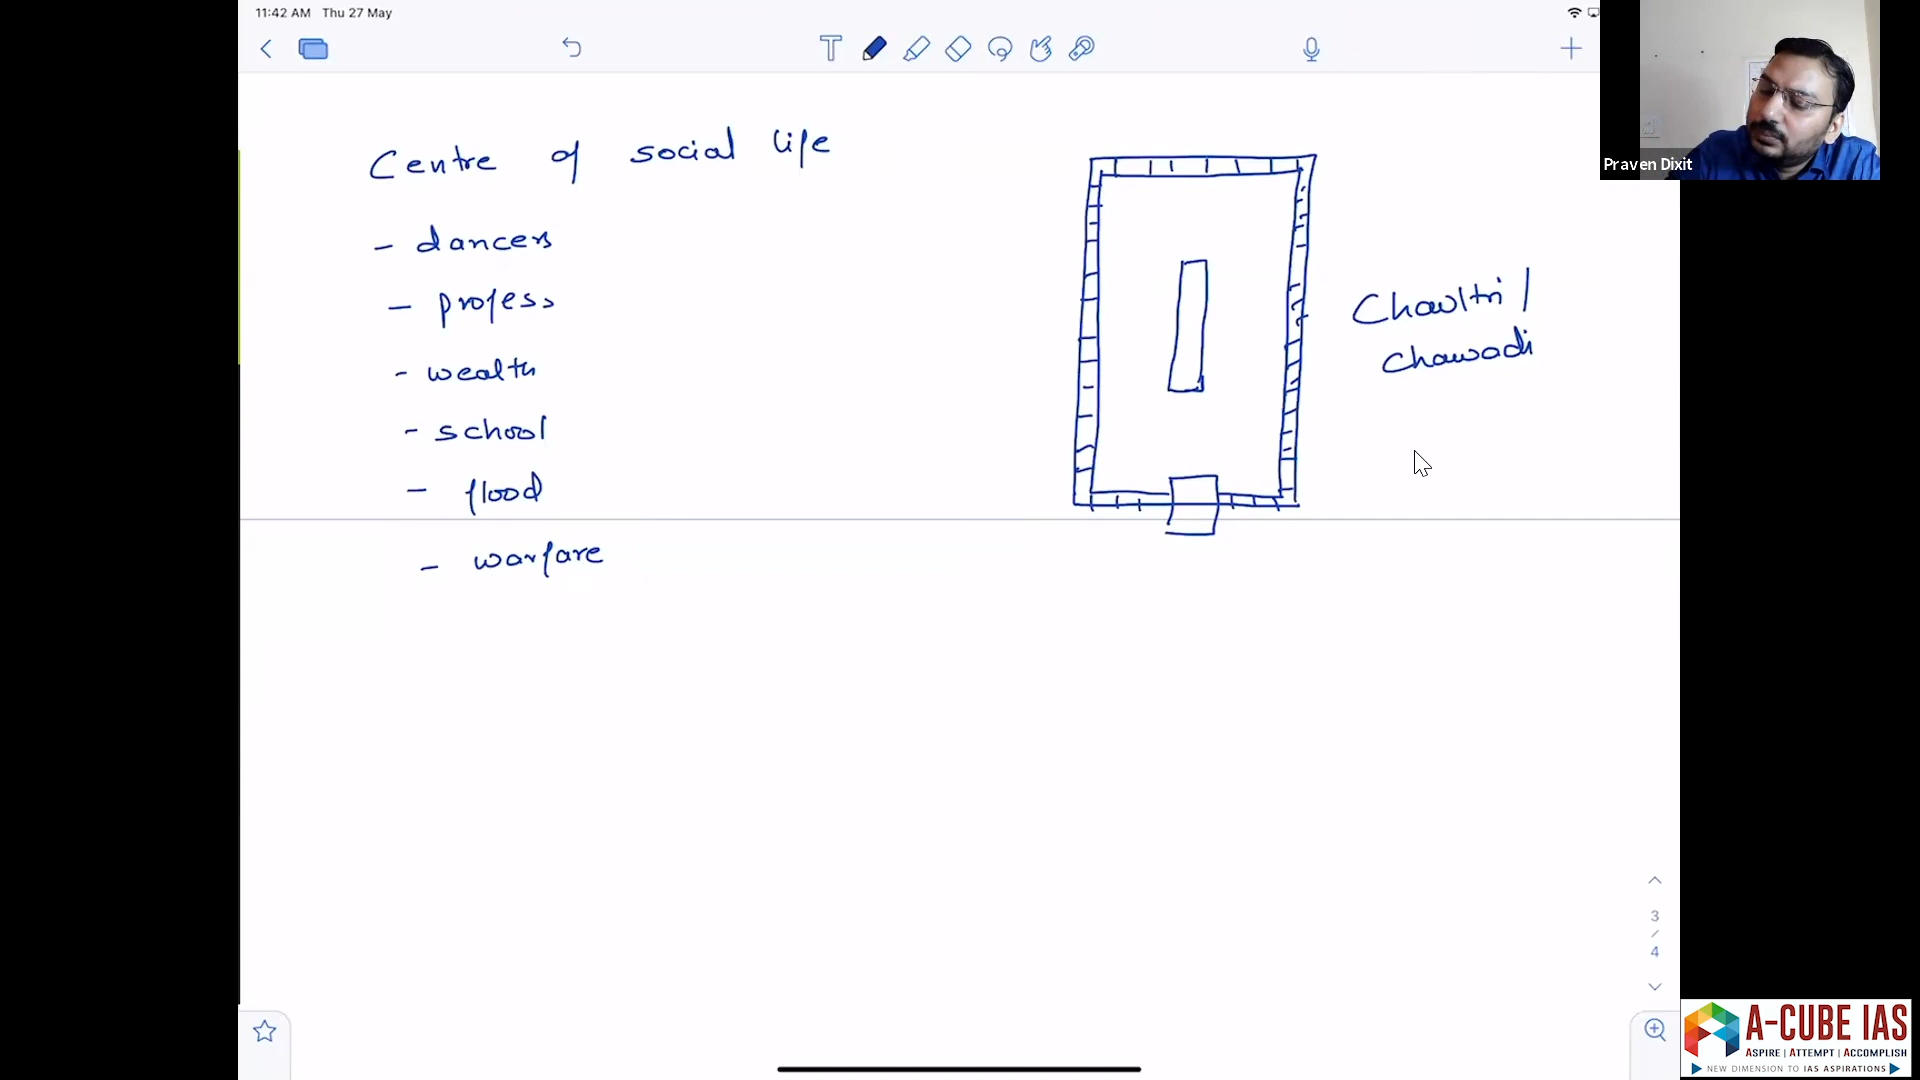 11:42 AM Thu 27 May
Praven Dixit
Centre of social life
- dancers
- profess
- wealth
- school
- flood
- warfare
Chawltri /
Chawadi
3
/
4
A-CUBE IAS
ASPIRE | ATTEMPT | ACCOMPLISH
NEW DIMENSION TO IAS ASPIRATIONS